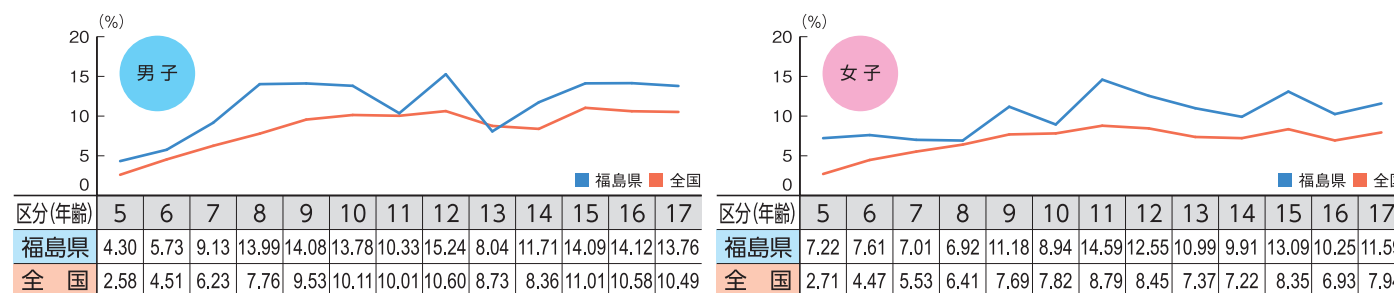 (%)
20
15
10
5
0
男子
福島県 全国
区分(年齢) 5 6 7 8 9 10 11 12 13 14 15 16 17
福島県 4.30 5.73 9.13 13.99 14.08 13.78 10.33 15.24 8.04 11.71 14.09 14.12 13.76
全国 2.58 4.51 6.23 7.76 9.53 10.11 10.01 10.60 8.73 8.36 11.01 10.58 10.49
(%)
20
15
10
5
0
女子
福島県 全国
区分(年齢) 5 6 7 8 9 10 11 12 13 14 15 16 17
福島県 7.22 7.61 7.01 6.92 11.18 8.94 14.59 12.55 10.99 9.91 13.09 10.25 11.59
全国 2.71 4.47 5.53 6.41 7.69 7.82 8.79 8.45 7.37 7.22 8.35 6.93